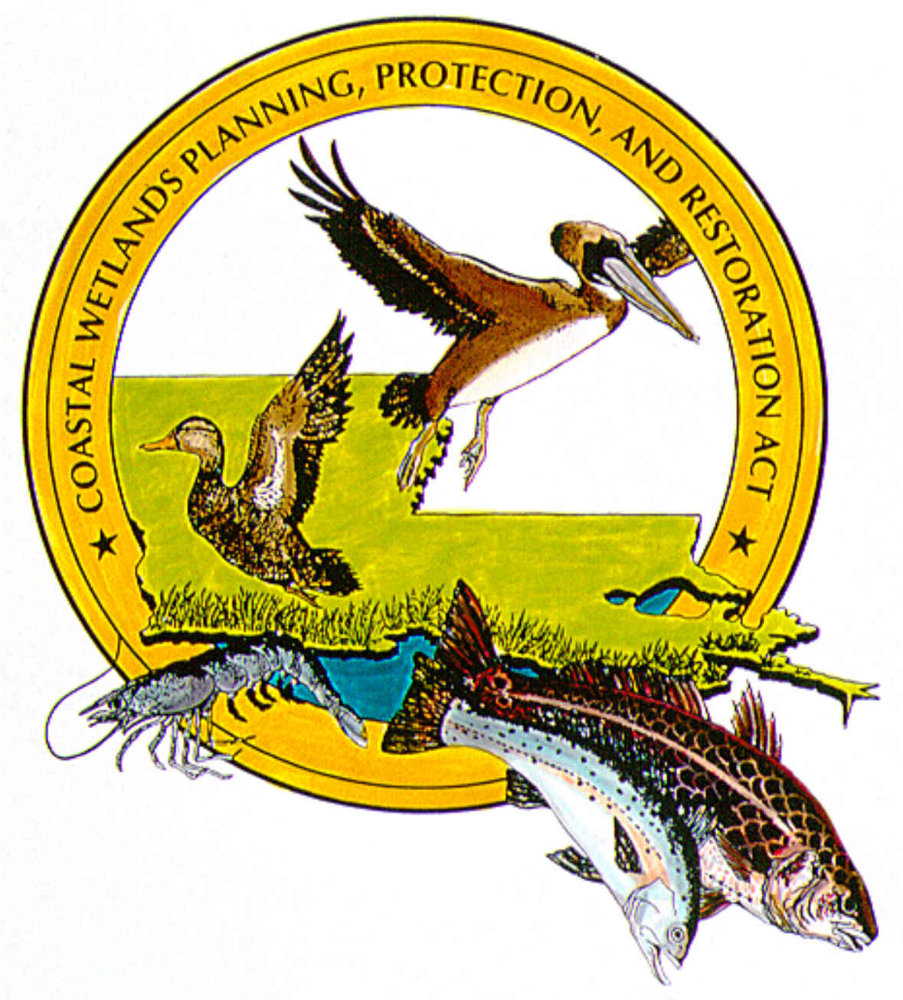 COASTAL WETLANDS PLANNING, PROTECTION, AND RESTORATION ACT